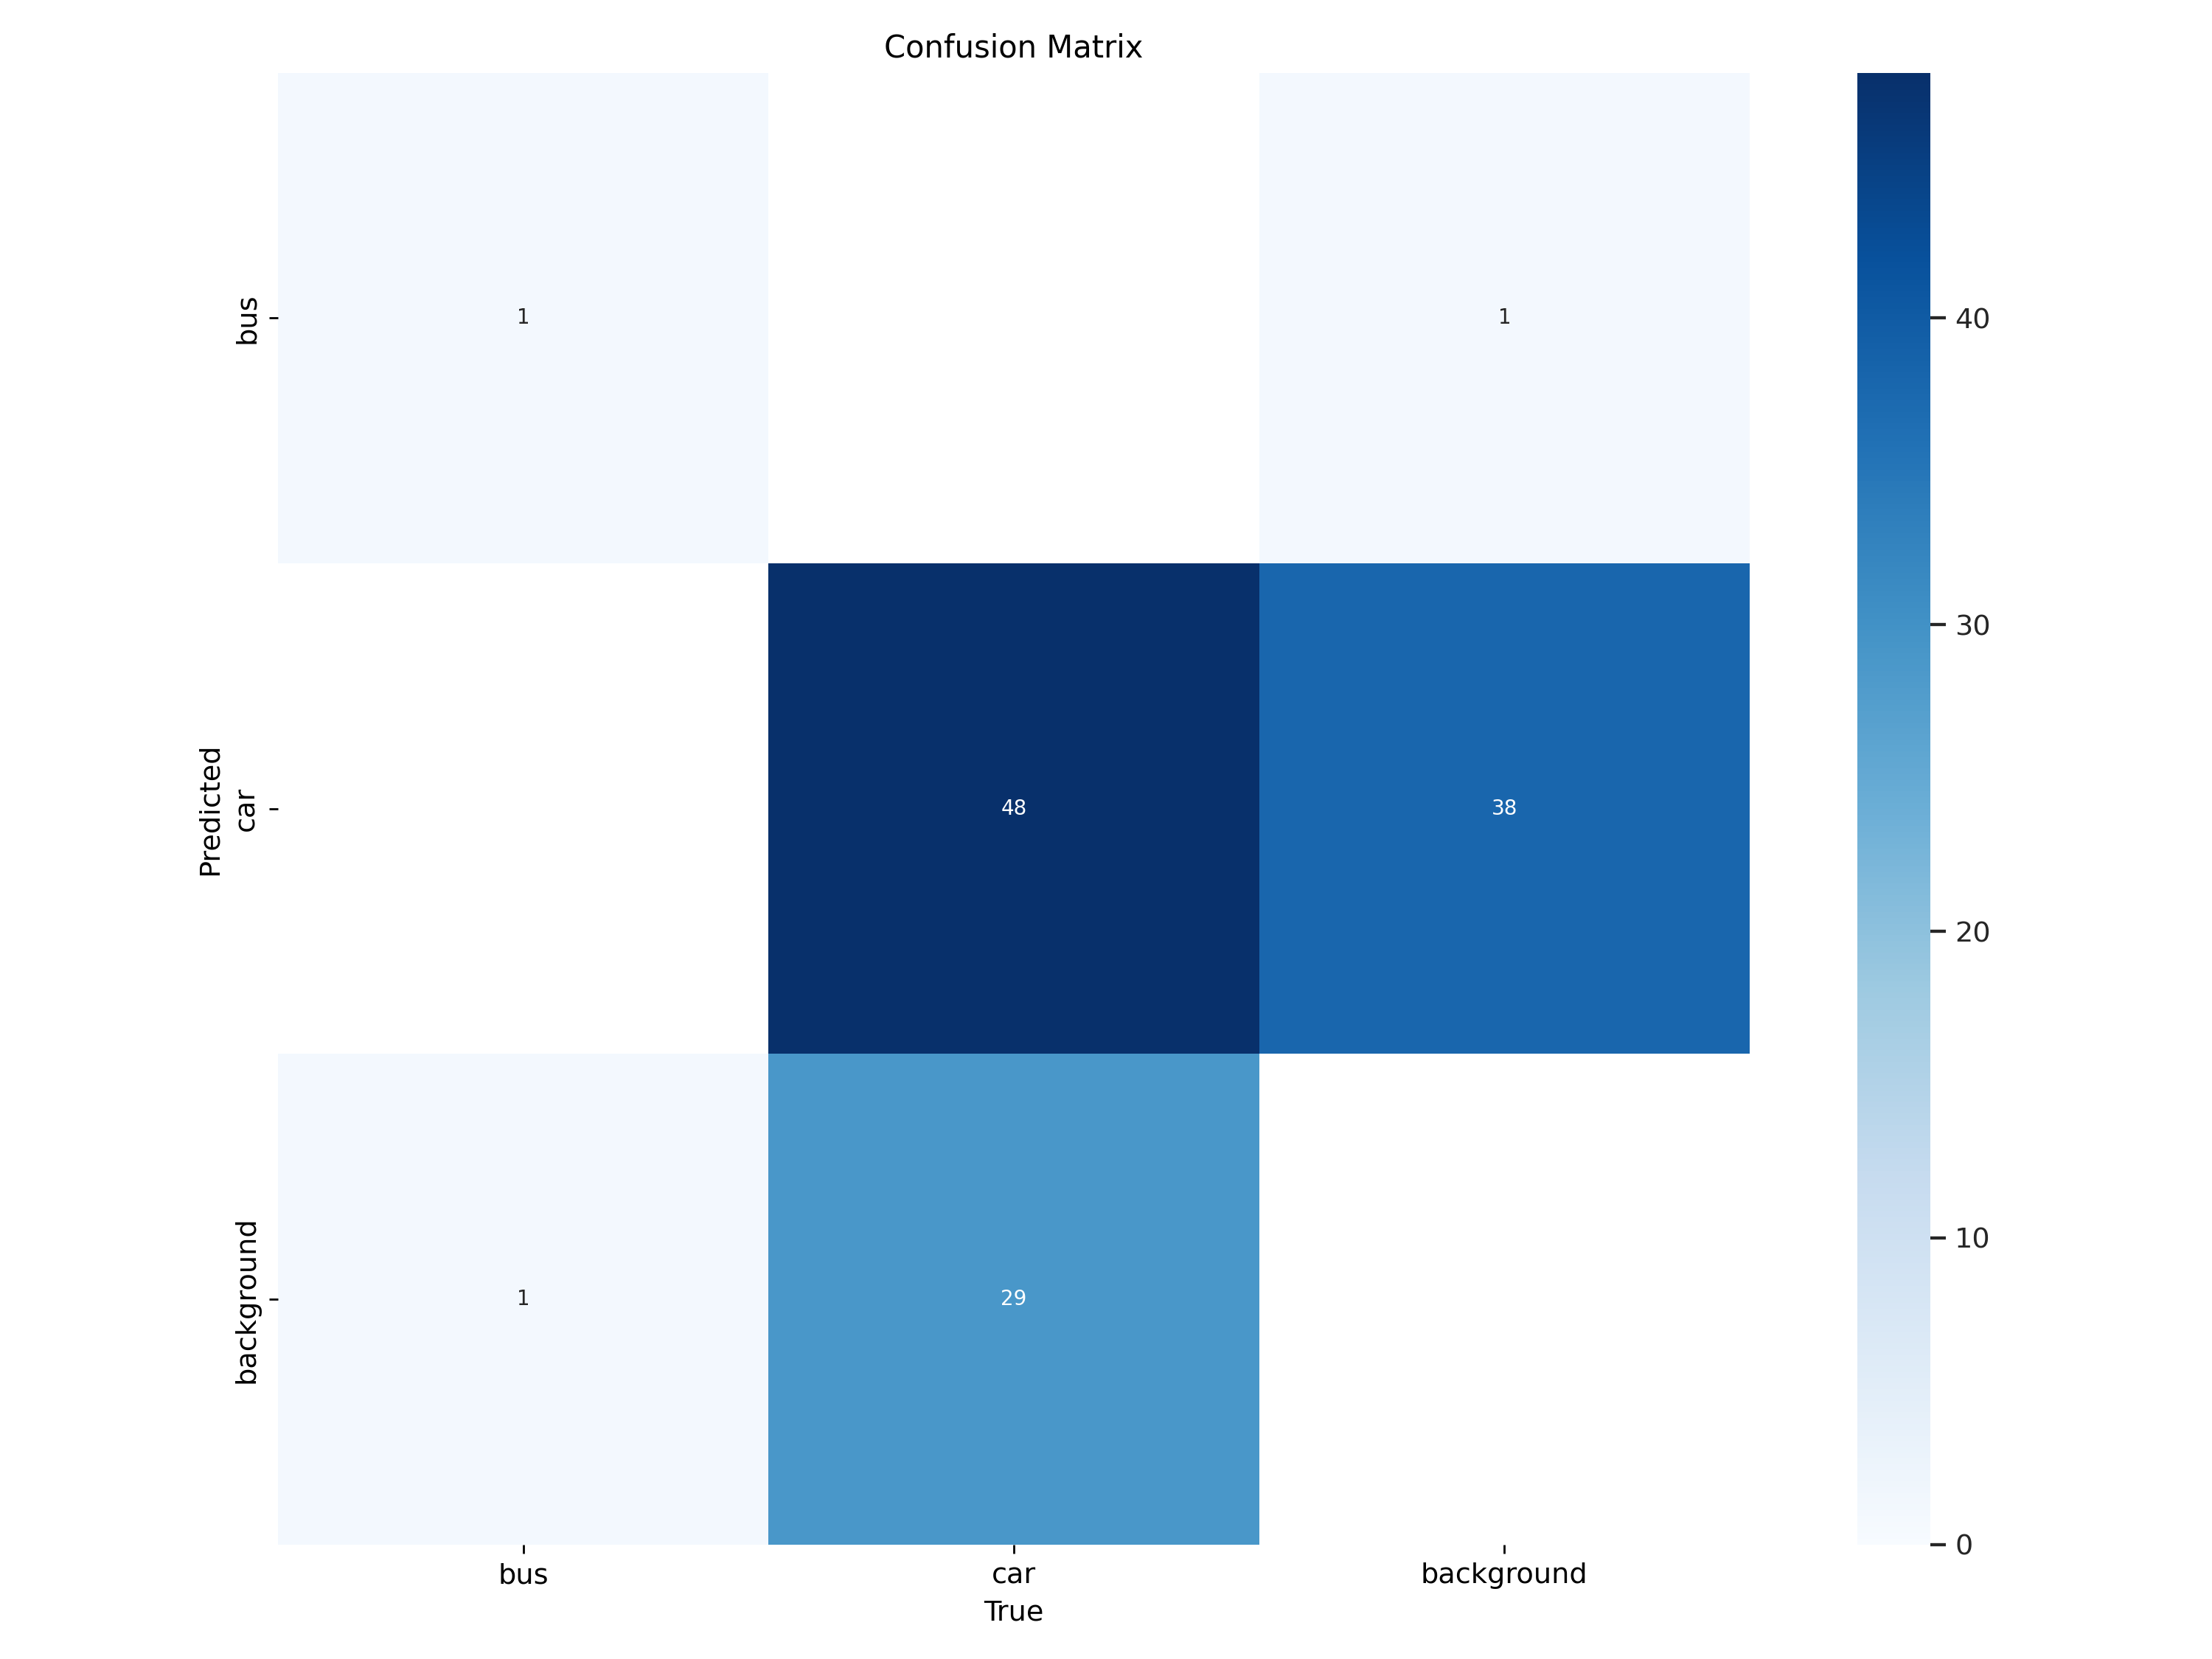 Confusion Matrix
bus
1
1
40
30
Predicted
car
48
38
20
10
background
1
29
0
bus
car
background
True